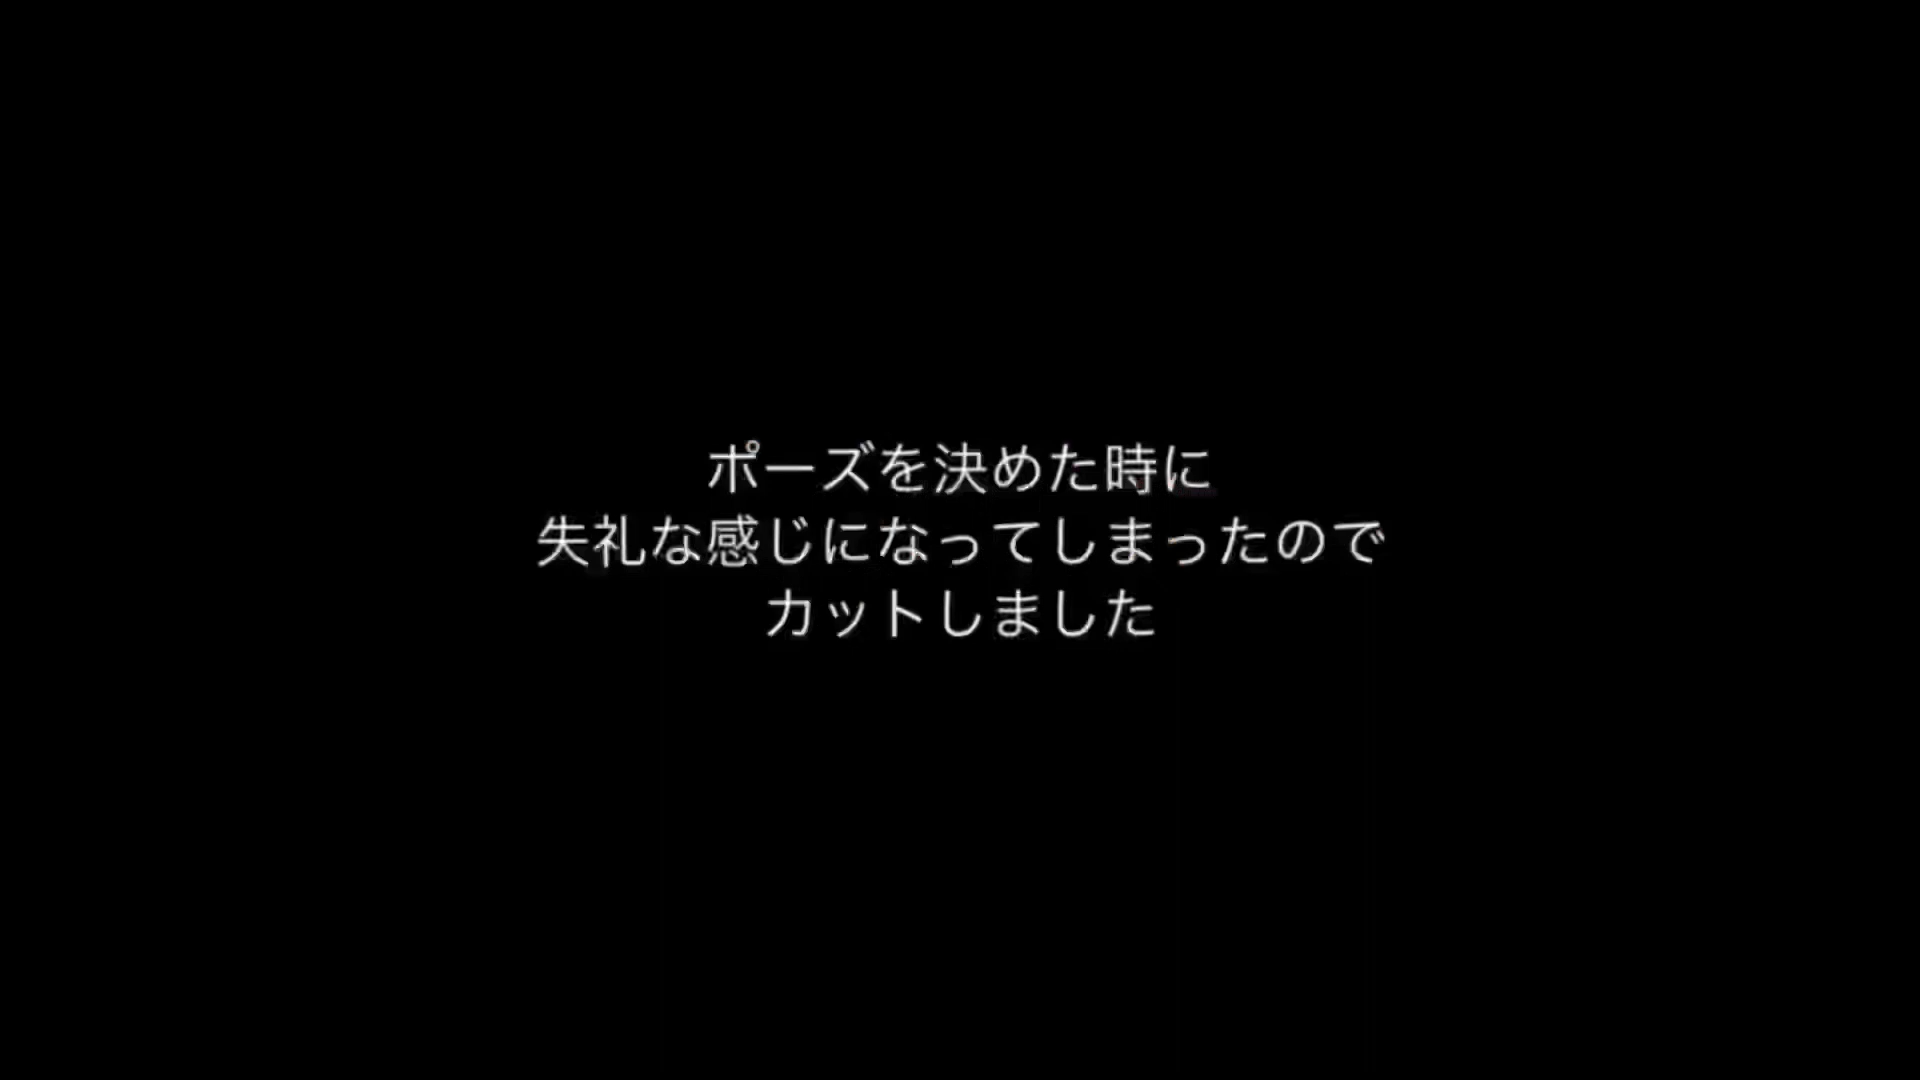 ポーズを決めた時に
失礼な感じになってしまったので
カットしました